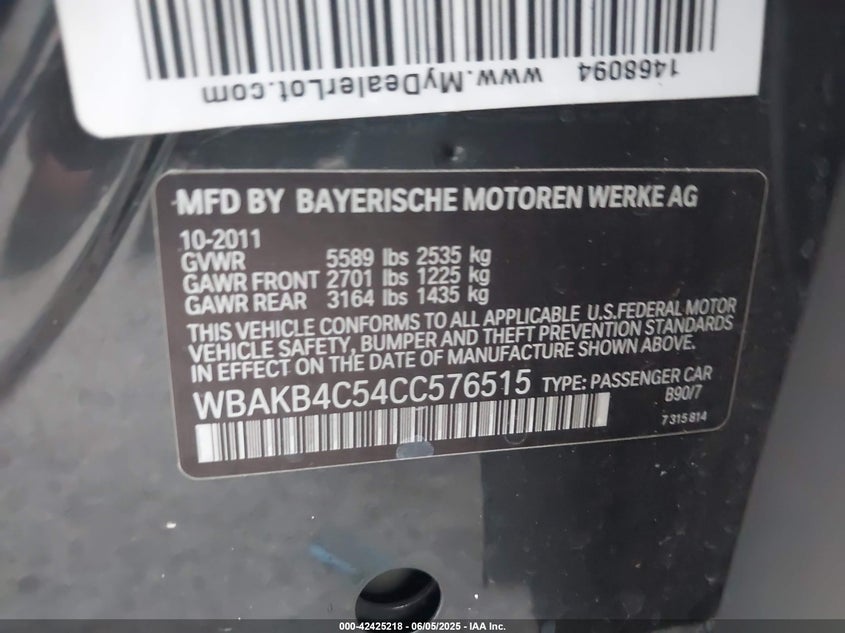 1468094
www.MyDealerLot.com
MFD BY BAYERISCHE MOTOREN WERKE AG
10-2011
GVWR 5589 lbs 2535 kg
GAWR FRONT 2701 lbs 1225 kg
GAWR REAR 3164 lbs 1435 kg
THIS VEHICLE CONFORMS TO ALL APPLICABLE U.S.FEDERAL MOTOR
VEHICLE SAFETY, BUMPER AND THEFT PREVENTION STANDARDS
IN EFFECT ON THE DATE OF MANUFACTURE SHOWN ABOVE.
WBAKB4C54CC576515 TYPE: PASSENGER CAR
B90/7
7 315 814
000-42425218 - 06/05/2025 - IAA Inc.